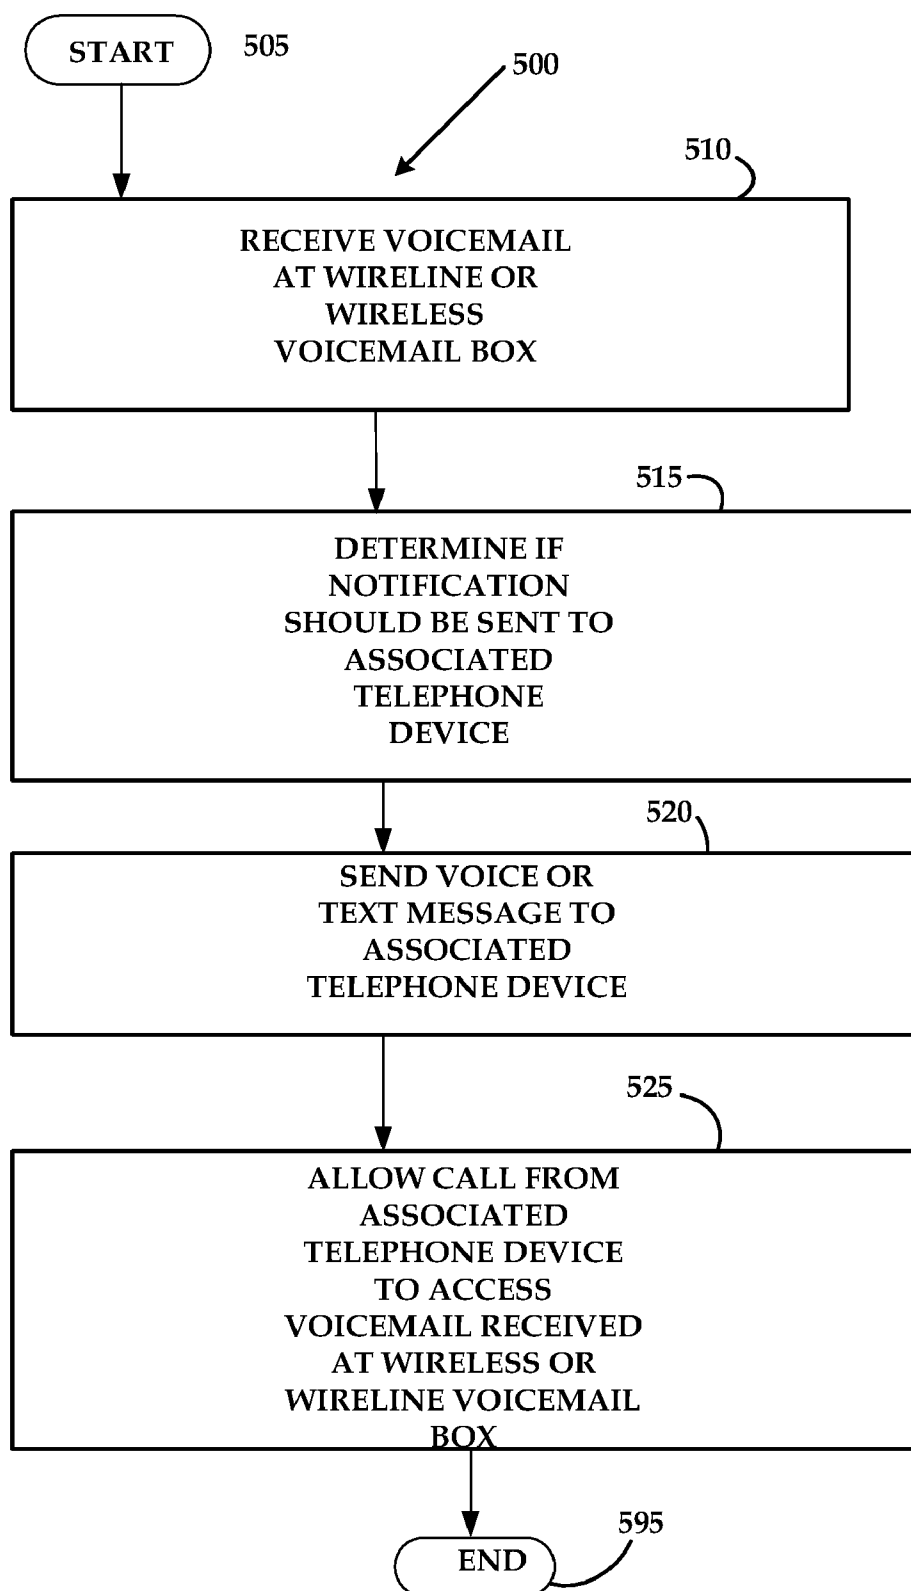 START
505
500
510
RECEIVE VOICEMAIL
AT WIRELINE OR
WIRELESS
VOICEMAIL BOX
515
DETERMINE IF
NOTIFICATION
SHOULD BE SENT TO
ASSOCIATED
TELEPHONE
DEVICE
520
SEND VOICE OR
TEXT MESSAGE TO
ASSOCIATED
TELEPHONE DEVICE
525
ALLOW CALL FROM
ASSOCIATED
TELEPHONE DEVICE
TO ACCESS
VOICEMAIL RECEIVED
AT WIRELESS OR
WIRELINE VOICEMAIL
BOX
595
END